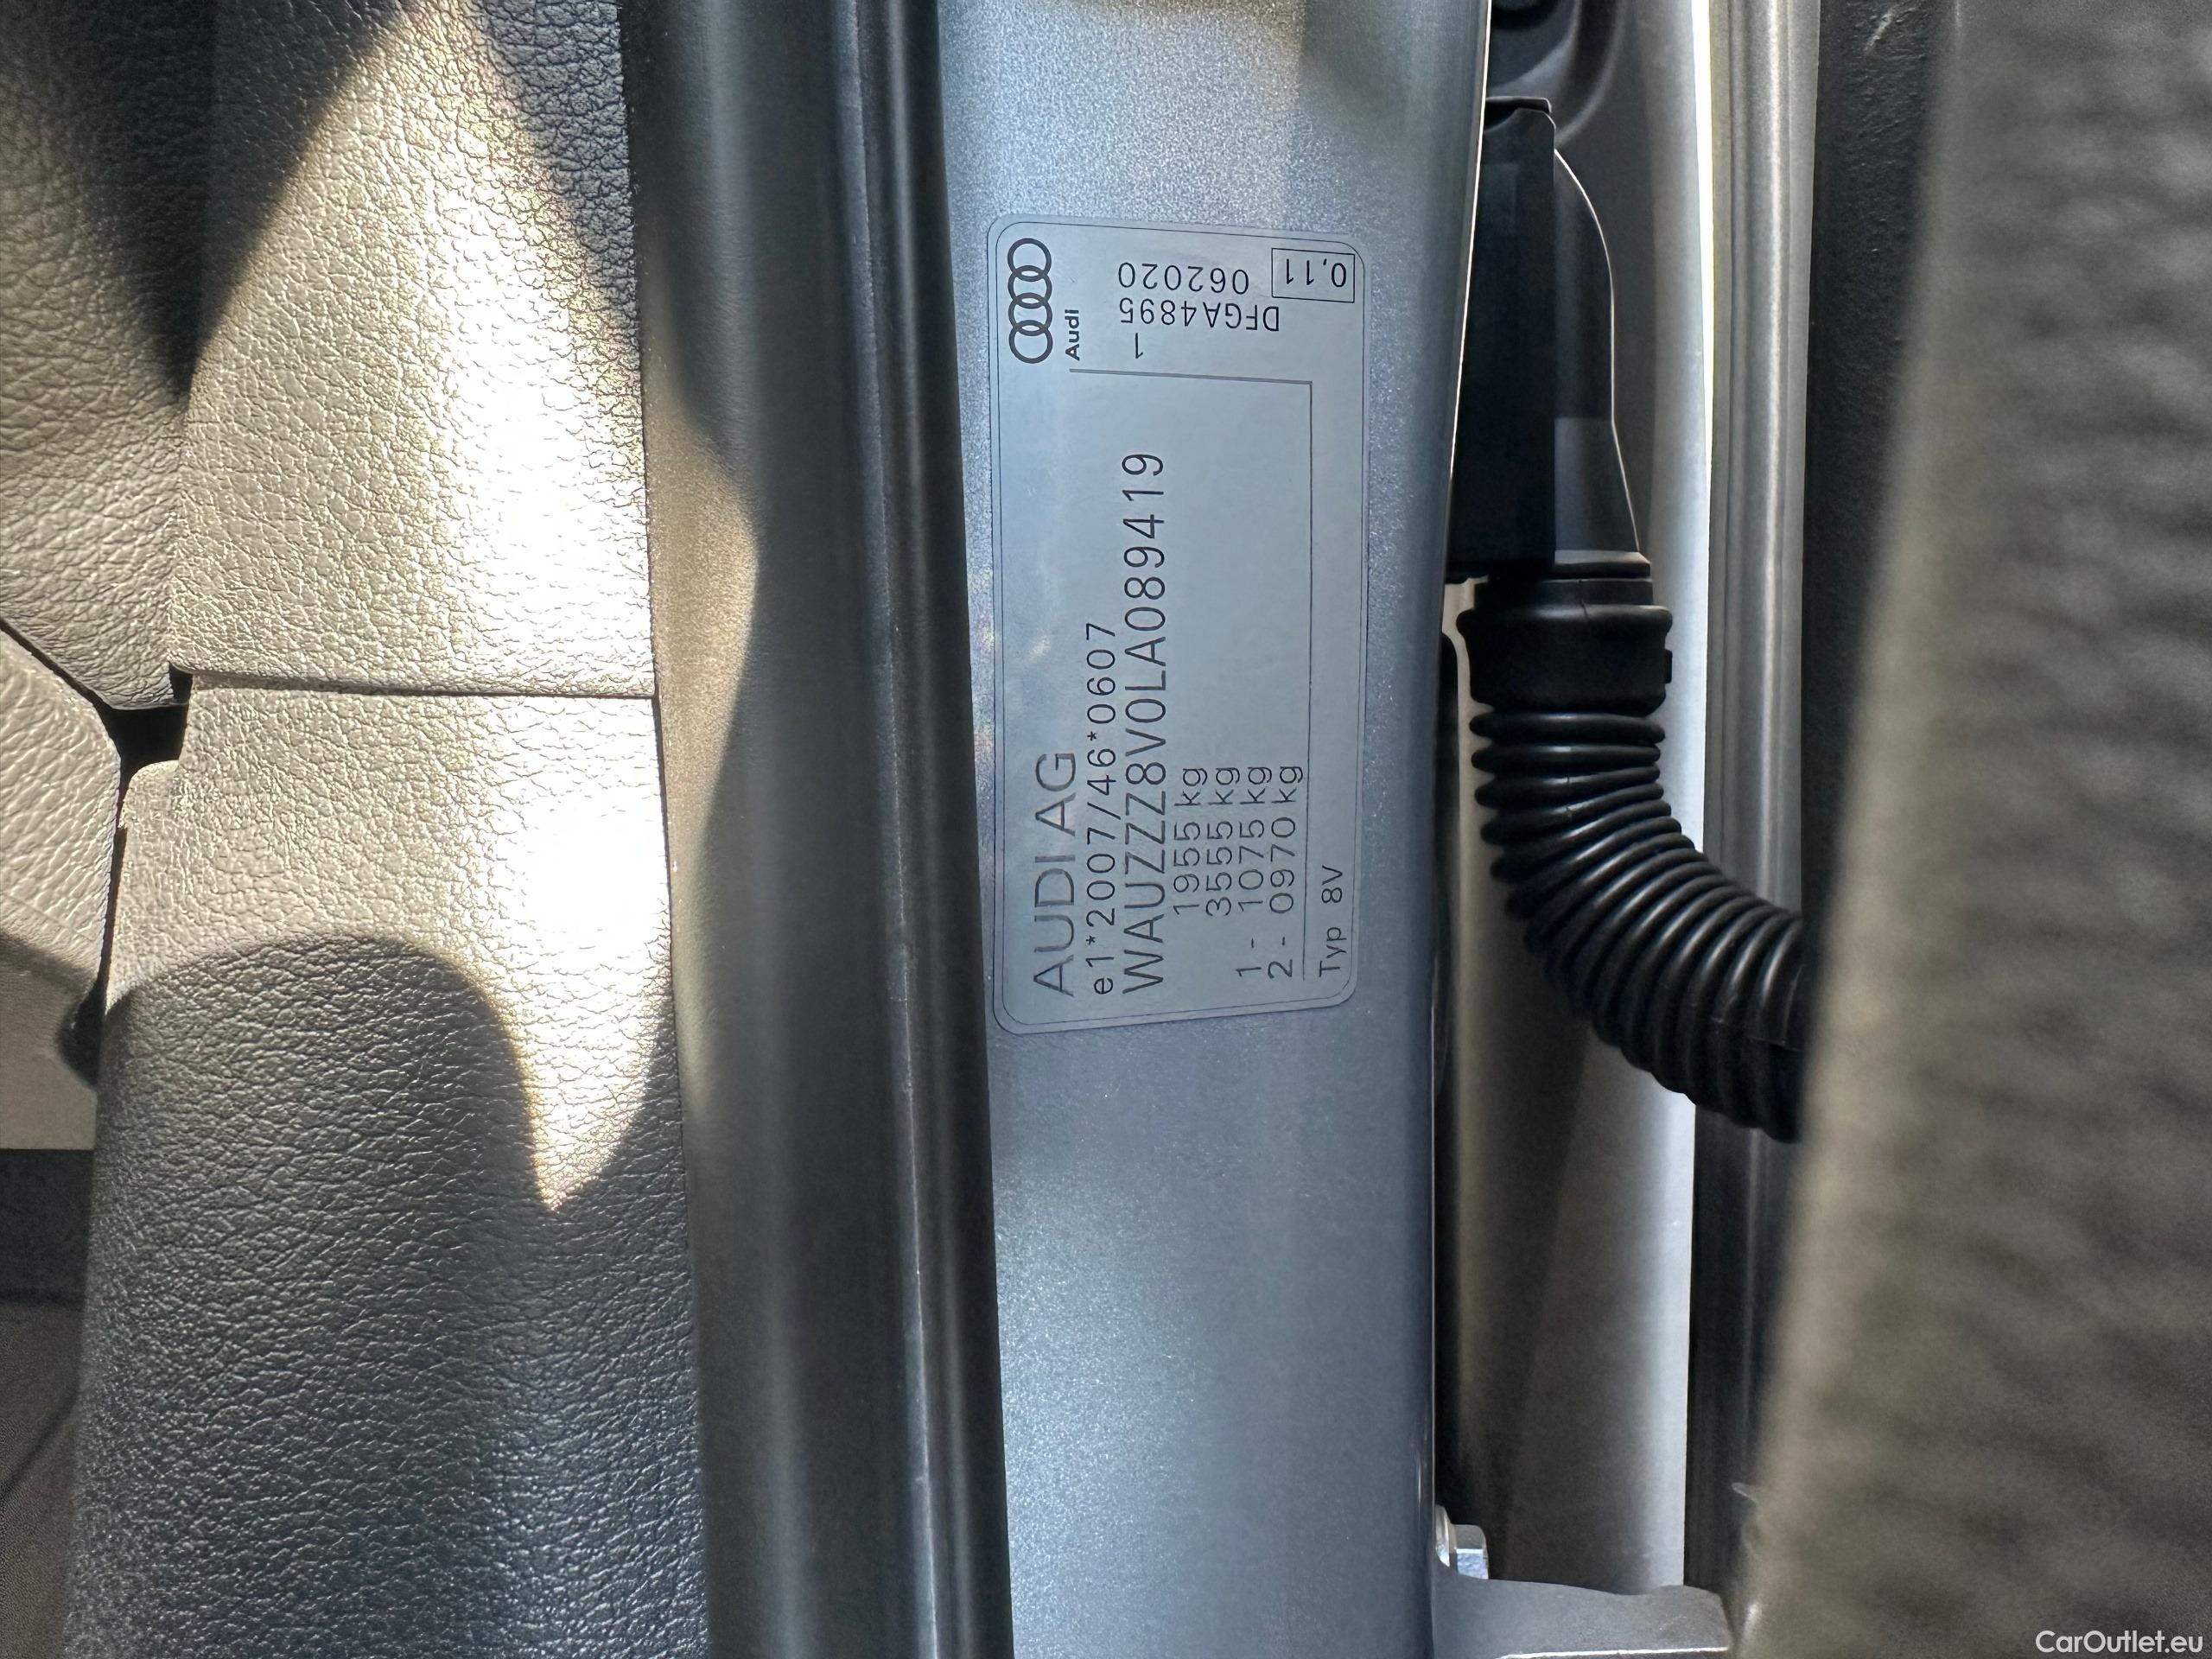 AUDI AG
e1*2007/46*0607
WAUZZZ8V0LA089419
1955 kg
3555 kg
1 - 1075 kg
2 - 0970 kg
Typ 8V
Audi
1
DFGA4895
062020
0,11
CarOutlet.eu